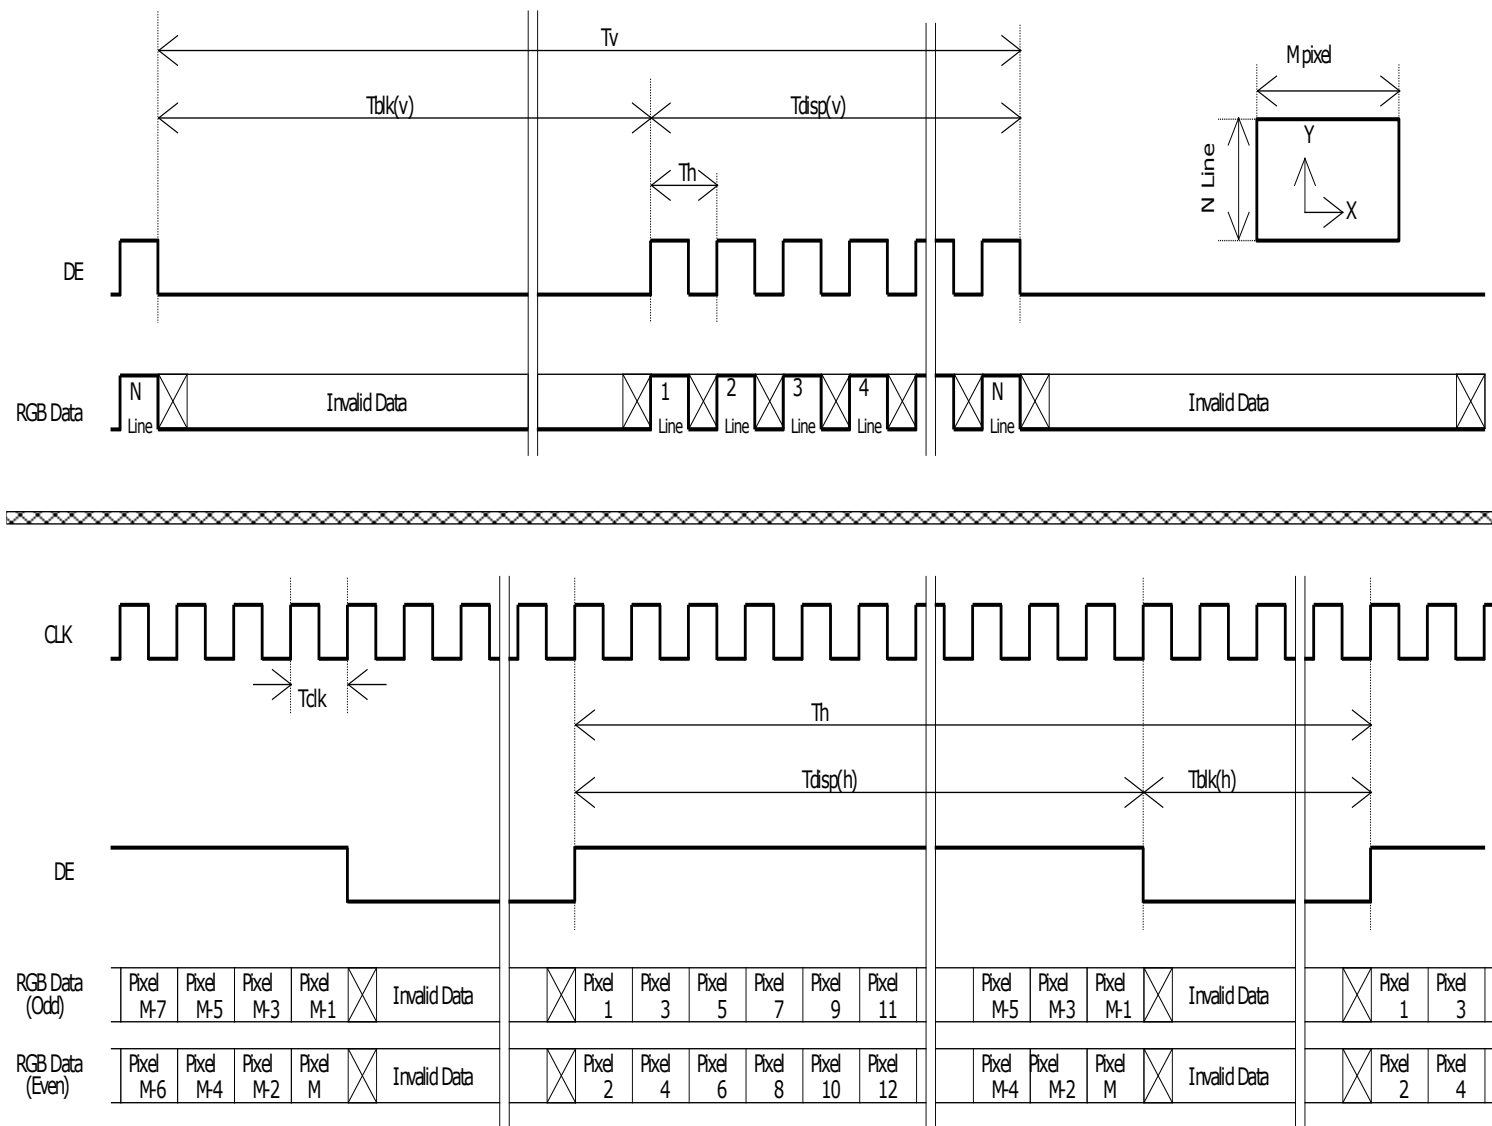 Tv
Tblk(v)
Tdisp(v)
Th
M pixel
N Line
Y
X
DE
RGB Data
N Line
Invalid Data
1 Line
2 Line
3 Line
4 Line
N Line
Invalid Data
CLK
Tclk
Th
Tdisp(h)
Tblk(h)
DE
RGB Data (Odd)
Pixel M-7
Pixel M-5
Pixel M-3
Pixel M-1
Invalid Data
Pixel 1
Pixel 3
Pixel 5
Pixel 7
Pixel 9
Pixel 11
Pixel M-5
Pixel M-3
Pixel M-1
Invalid Data
Pixel 1
Pixel 3
RGB Data (Even)
Pixel M-6
Pixel M-4
Pixel M-2
Pixel M
Invalid Data
Pixel 2
Pixel 4
Pixel 6
Pixel 8
Pixel 10
Pixel 12
Pixel M-4
Pixel M-2
Pixel M
Invalid Data
Pixel 2
Pixel 4